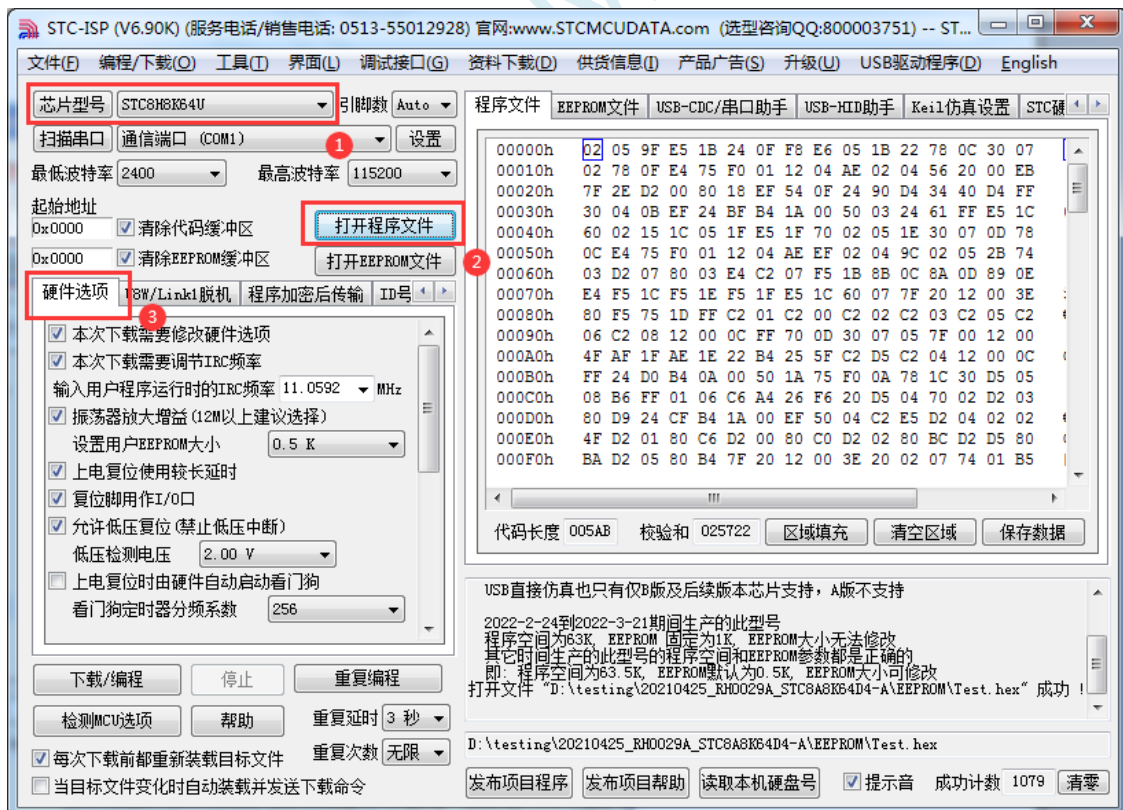 STC-ISP (V6.90K) (服务电话/销售电话: 0513-55012928) 官网:www.STCMCUDATA.com (选型咨询QQ:800003751) -- ST...
文件(F) 编程/下载(O) 工具(T) 界面(L) 调试接口(G) 资料下载(D) 供货信息(I) 产品广告(S) 升级(U) USB驱动程序(D) English
芯片型号 STC8H8K64U 引脚数 Auto
扫描串口 通信端口 (COM1) 设置
1
最低波特率 2400 最高波特率 115200
起始地址
0x0000 清除代码缓冲区 打开程序文件
0x0000 清除EEPROM缓冲区 打开EEPROM文件
2
硬件选项 U8W/Link1脱机 程序加密后传输 ID号
3
本次下载需要修改硬件选项
本次下载需要调节IRC频率
输入用户程序运行时的IRC频率 11.0592 MHz
振荡器放大增益(12M以上建议选择)
设置用户EEPROM大小 0.5 K
上电复位使用较长延时
复位脚用作I/O口
允许低压复位(禁止低压中断)
低压检测电压 2.00 V
上电复位时由硬件自动启动看门狗
看门狗定时器分频系数 256
下载/编程 停止 重复编程
检测MCU选项 帮助 重复延时 3 秒
每次下载前都重新装载目标文件 重复次数 无限
当目标文件变化时自动装载并发送下载命令
程序文件 EEPROM文件 USB-CDC/串口助手 USB-HID助手 Keil仿真设置 STC硬
00000h 02 05 9F E5 1B 24 0F F8 E6 05 1B 22 78 0C 30 07
00010h 02 78 0F E4 75 F0 01 12 04 AE 02 04 56 20 00 EB
00020h 7F 2E D2 00 80 18 EF 54 0F 24 90 D4 34 40 D4 FF
00030h 30 04 0B EF 24 BF B4 1A 00 50 03 24 61 FF E5 1C
00040h 60 02 15 1C 05 1F E5 1F 70 02 05 1E 30 07 0D 78
00050h 0C E4 75 F0 01 12 04 AE EF 02 04 9C 02 05 2B 74
00060h 03 D2 07 80 03 E4 C2 07 F5 1B 8B 0C 8A 0D 89 0E
00070h E4 F5 1C F5 1E F5 1F E5 1C 60 07 7F 20 12 00 3E
00080h 80 F5 75 1D FF C2 01 C2 00 C2 02 C2 03 C2 05 C2
00090h 06 C2 08 12 00 0C FF 70 0D 30 07 05 7F 00 12 00
000A0h 4F AF 1F AE 1E 22 B4 25 5F C2 D5 C2 04 12 00 0C
000B0h FF 24 D0 B4 0A 00 50 1A 75 F0 0A 78 1C 30 D5 05
000C0h 08 B6 FF 01 06 C6 A4 26 F6 20 D5 04 70 02 D2 03
000D0h 80 D9 24 CF B4 1A 00 EF 50 04 C2 E5 D2 04 02 02
000E0h 4F D2 01 80 C6 D2 00 80 C0 D2 02 80 BC D2 D5 80
000F0h BA D2 05 80 B4 7F 20 12 00 3E 20 02 07 74 01 B5
代码长度 005AB 校验和 025722 区域填充 清空区域 保存数据
USB直接仿真也只有仅B版及后续版本芯片支持，A版不支持
2022-2-24到2022-3-21期间生产的此型号
程序空间为63K, EEPROM 固定为1K, EEPROM大小无法修改
其它时间生产的此型号的程序空间和EEPROM参数都是正确的
即: 程序空间为63.5K, EEPROM默认为0.5K, EEPROM大小可修改
打开文件 "D:\testing\20210425_RH0029A_STC8A8K64D4-A\EEPROM\Test.hex" 成功 !
D:\testing\20210425_RH0029A_STC8A8K64D4-A\EEPROM\Test.hex
发布项目程序 发布项目帮助 读取本机硬盘号 提示音 成功计数 1079 清零